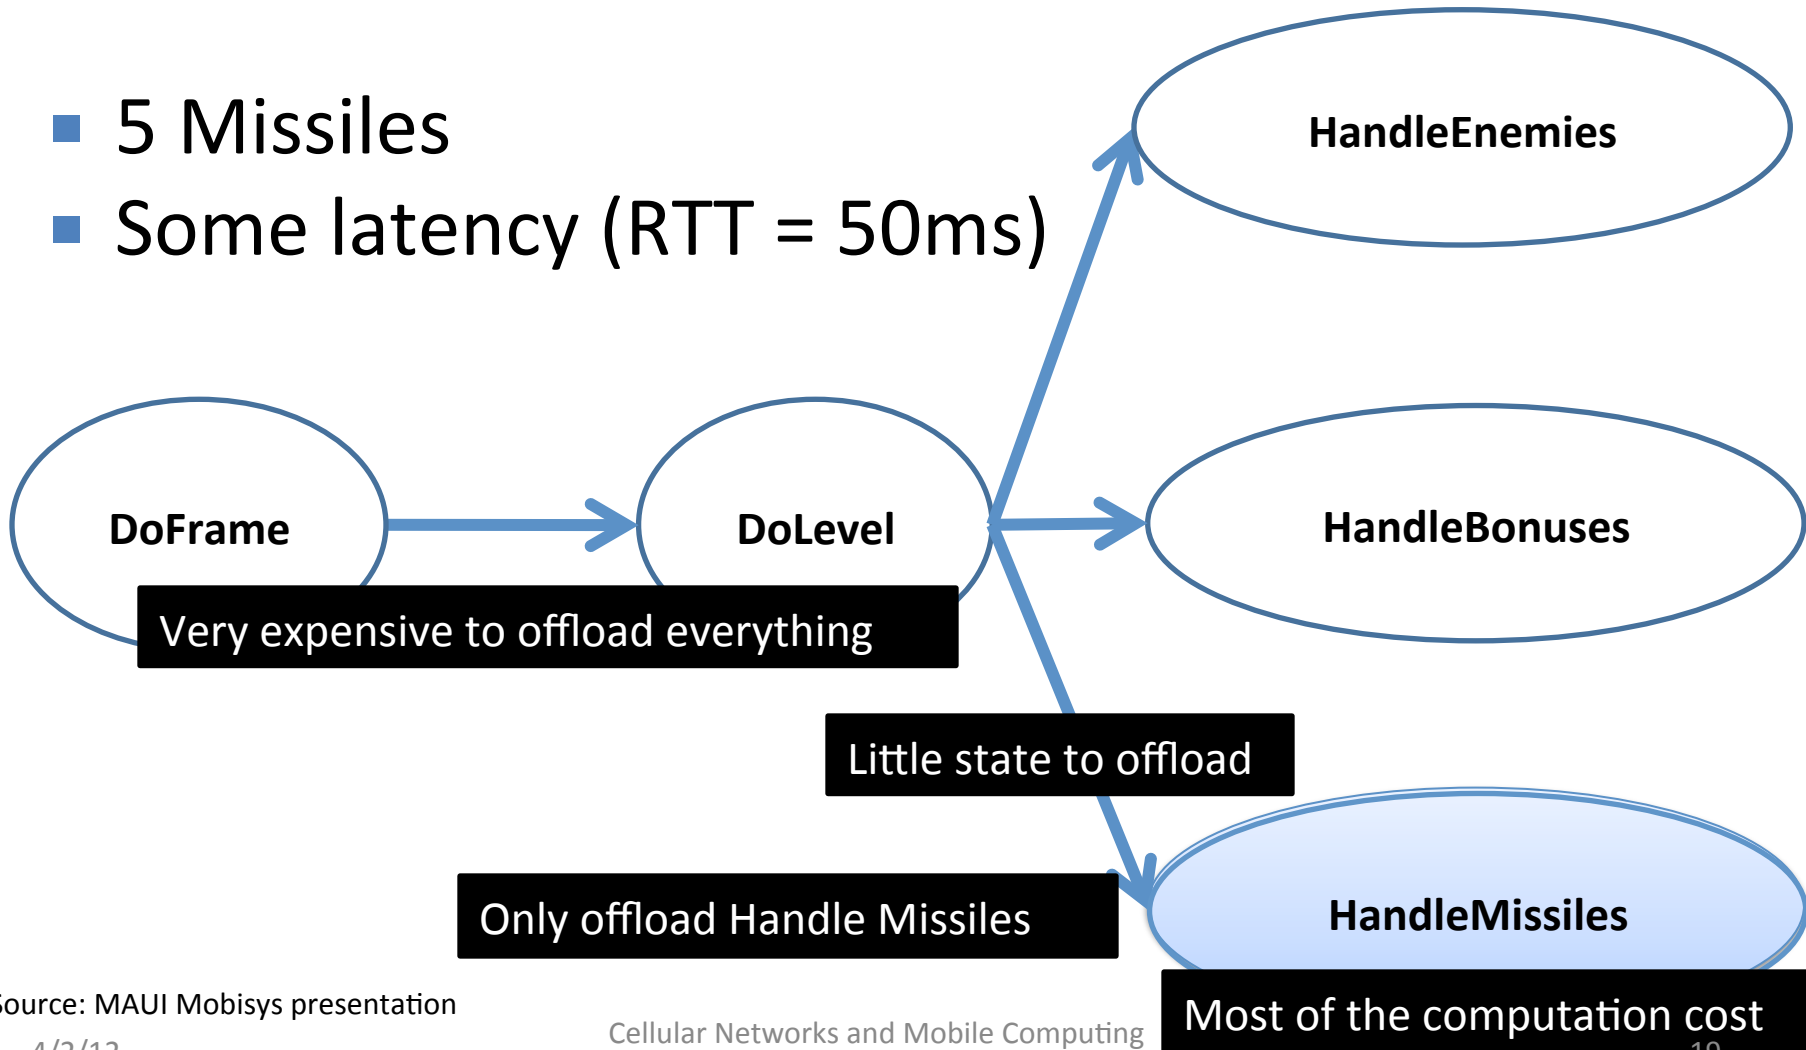 5 Missiles
Some latency (RTT = 50ms)
HandleEnemies
DoFrame
DoLevel
HandleBonuses
Very expensive to offload everything
Little state to offload
Only offload Handle Missiles
HandleMissiles
Most of the computation cost
Source: MAUI Mobisys presentation
Cellular Networks and Mobile Computing